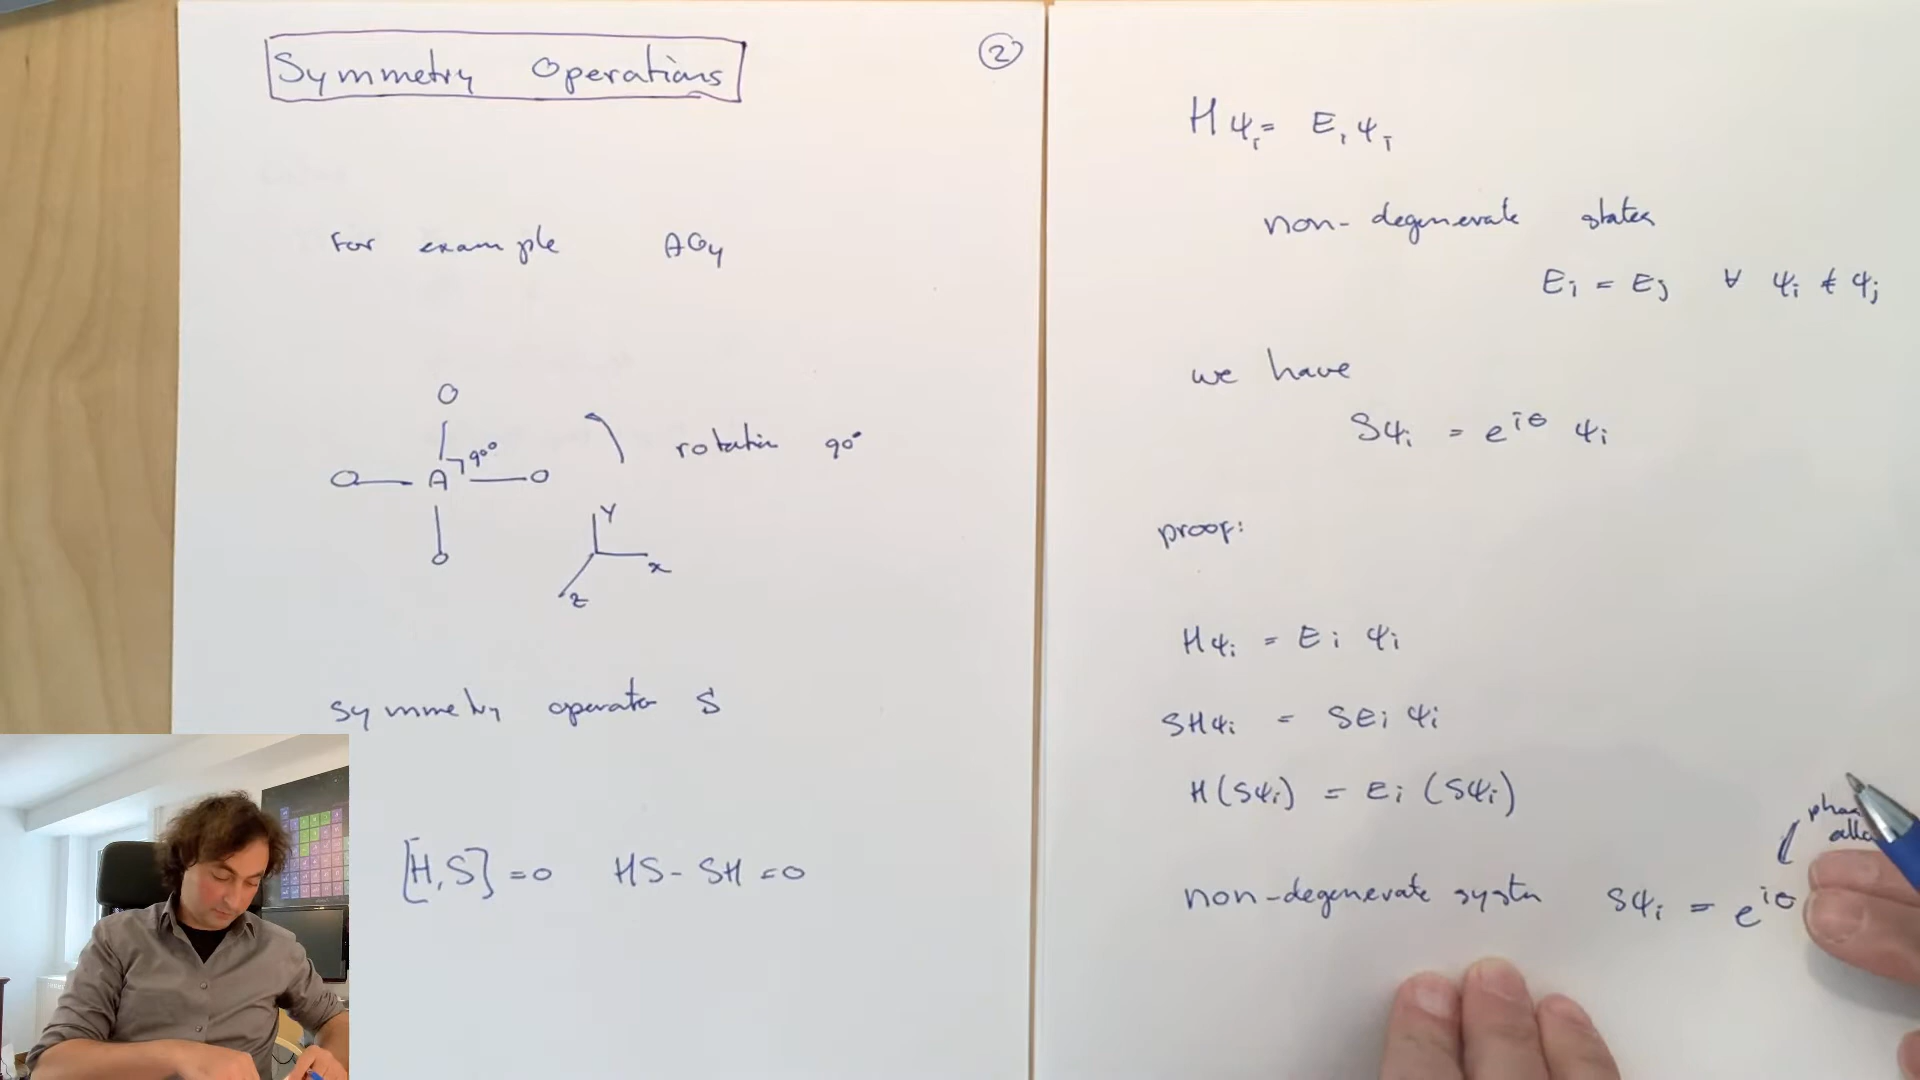 Symmetry Operations
2
For example AO4
O
90°
O A O
O
rotation 90°
Y
x
z
symmetry operator S
[H,S] = 0 HS - SH = 0
Hψi = Ei ψi
non-degenerate states
Ei = Ej ∀ ψi ≠ ψj
we have
Sψi = e^iθ ψi
proof:
Hψi = Ei ψi
SHψi = SEi ψi
H(Sψi) = Ei (Sψi)
non-degenerate system Sψi = e^iθ